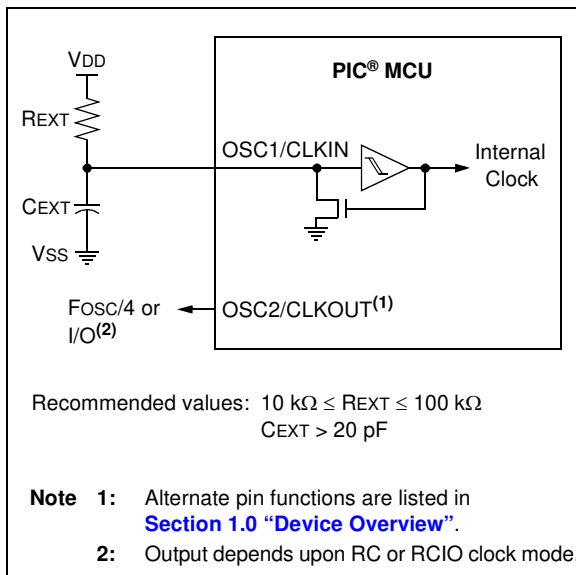 VDD
PIC® MCU
REXT
OSC1/CLKIN
Internal
Clock
CEXT
VSS
FOSC/4 or
I/O(2)
OSC2/CLKOUT(1)
Recommended values: 10 kΩ ≤ REXT ≤ 100 kΩ
CEXT > 20 pF
Note 1: Alternate pin functions are listed in
Section 1.0 “Device Overview”.
2: Output depends upon RC or RCIO clock mode.